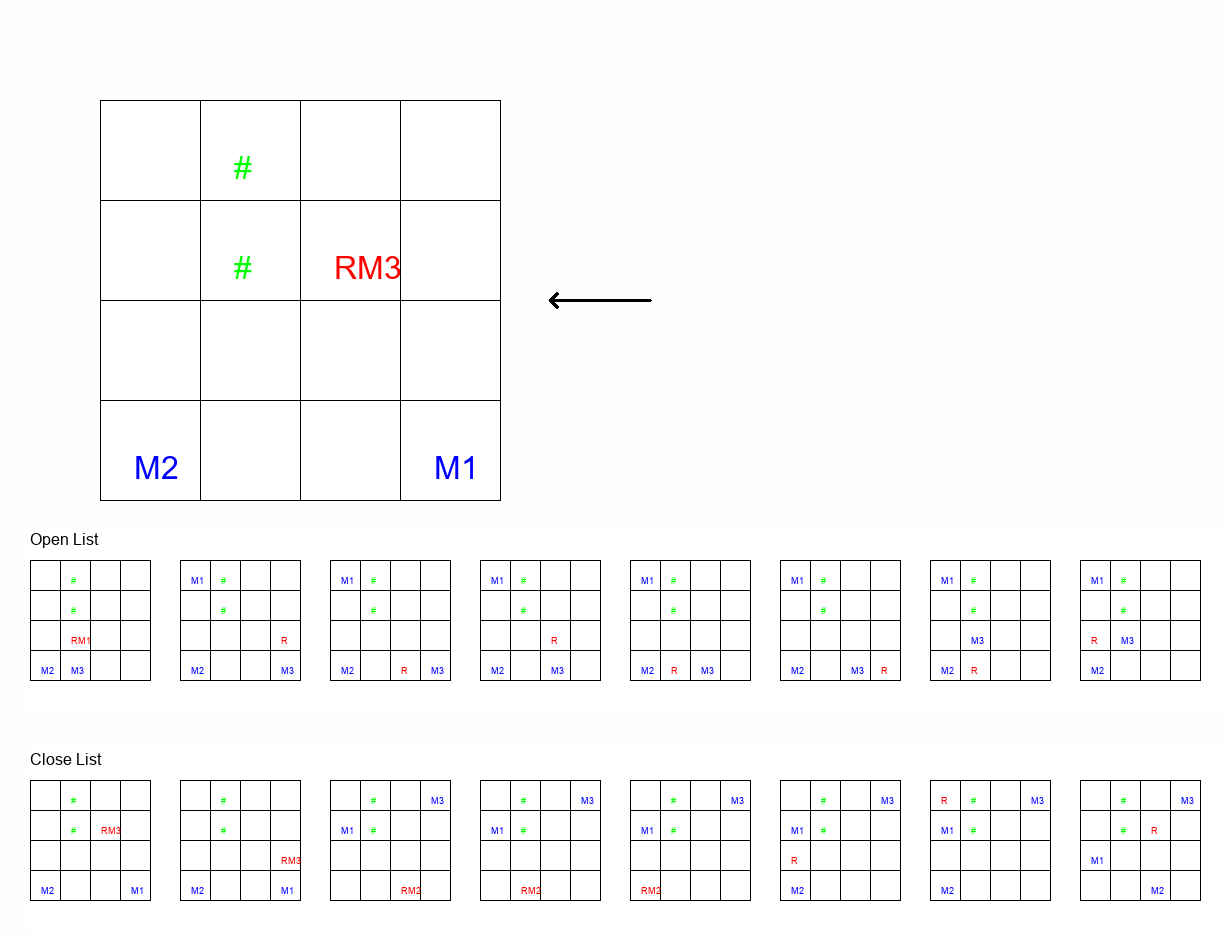 #
# RM3
M2 M1
Open List
# M1 # M1 # M1 # M1 # M1 # M1 # M1 #
# # # # # # # #
RM1 R R M3 R M3
M2 M3 M2 M3 M2 R M3 M2 M3 M2 R M3 M2 M3 R M2 R M2
Close List
# # # M3 # M3 # M3 # M3 R # M3 # M3
# RM3 # M1 # M1 # M1 # M1 # M1 # # R
RM3 R M1
M2 M1 M2 M1 RM2 RM2 RM2 M2 M2 M2